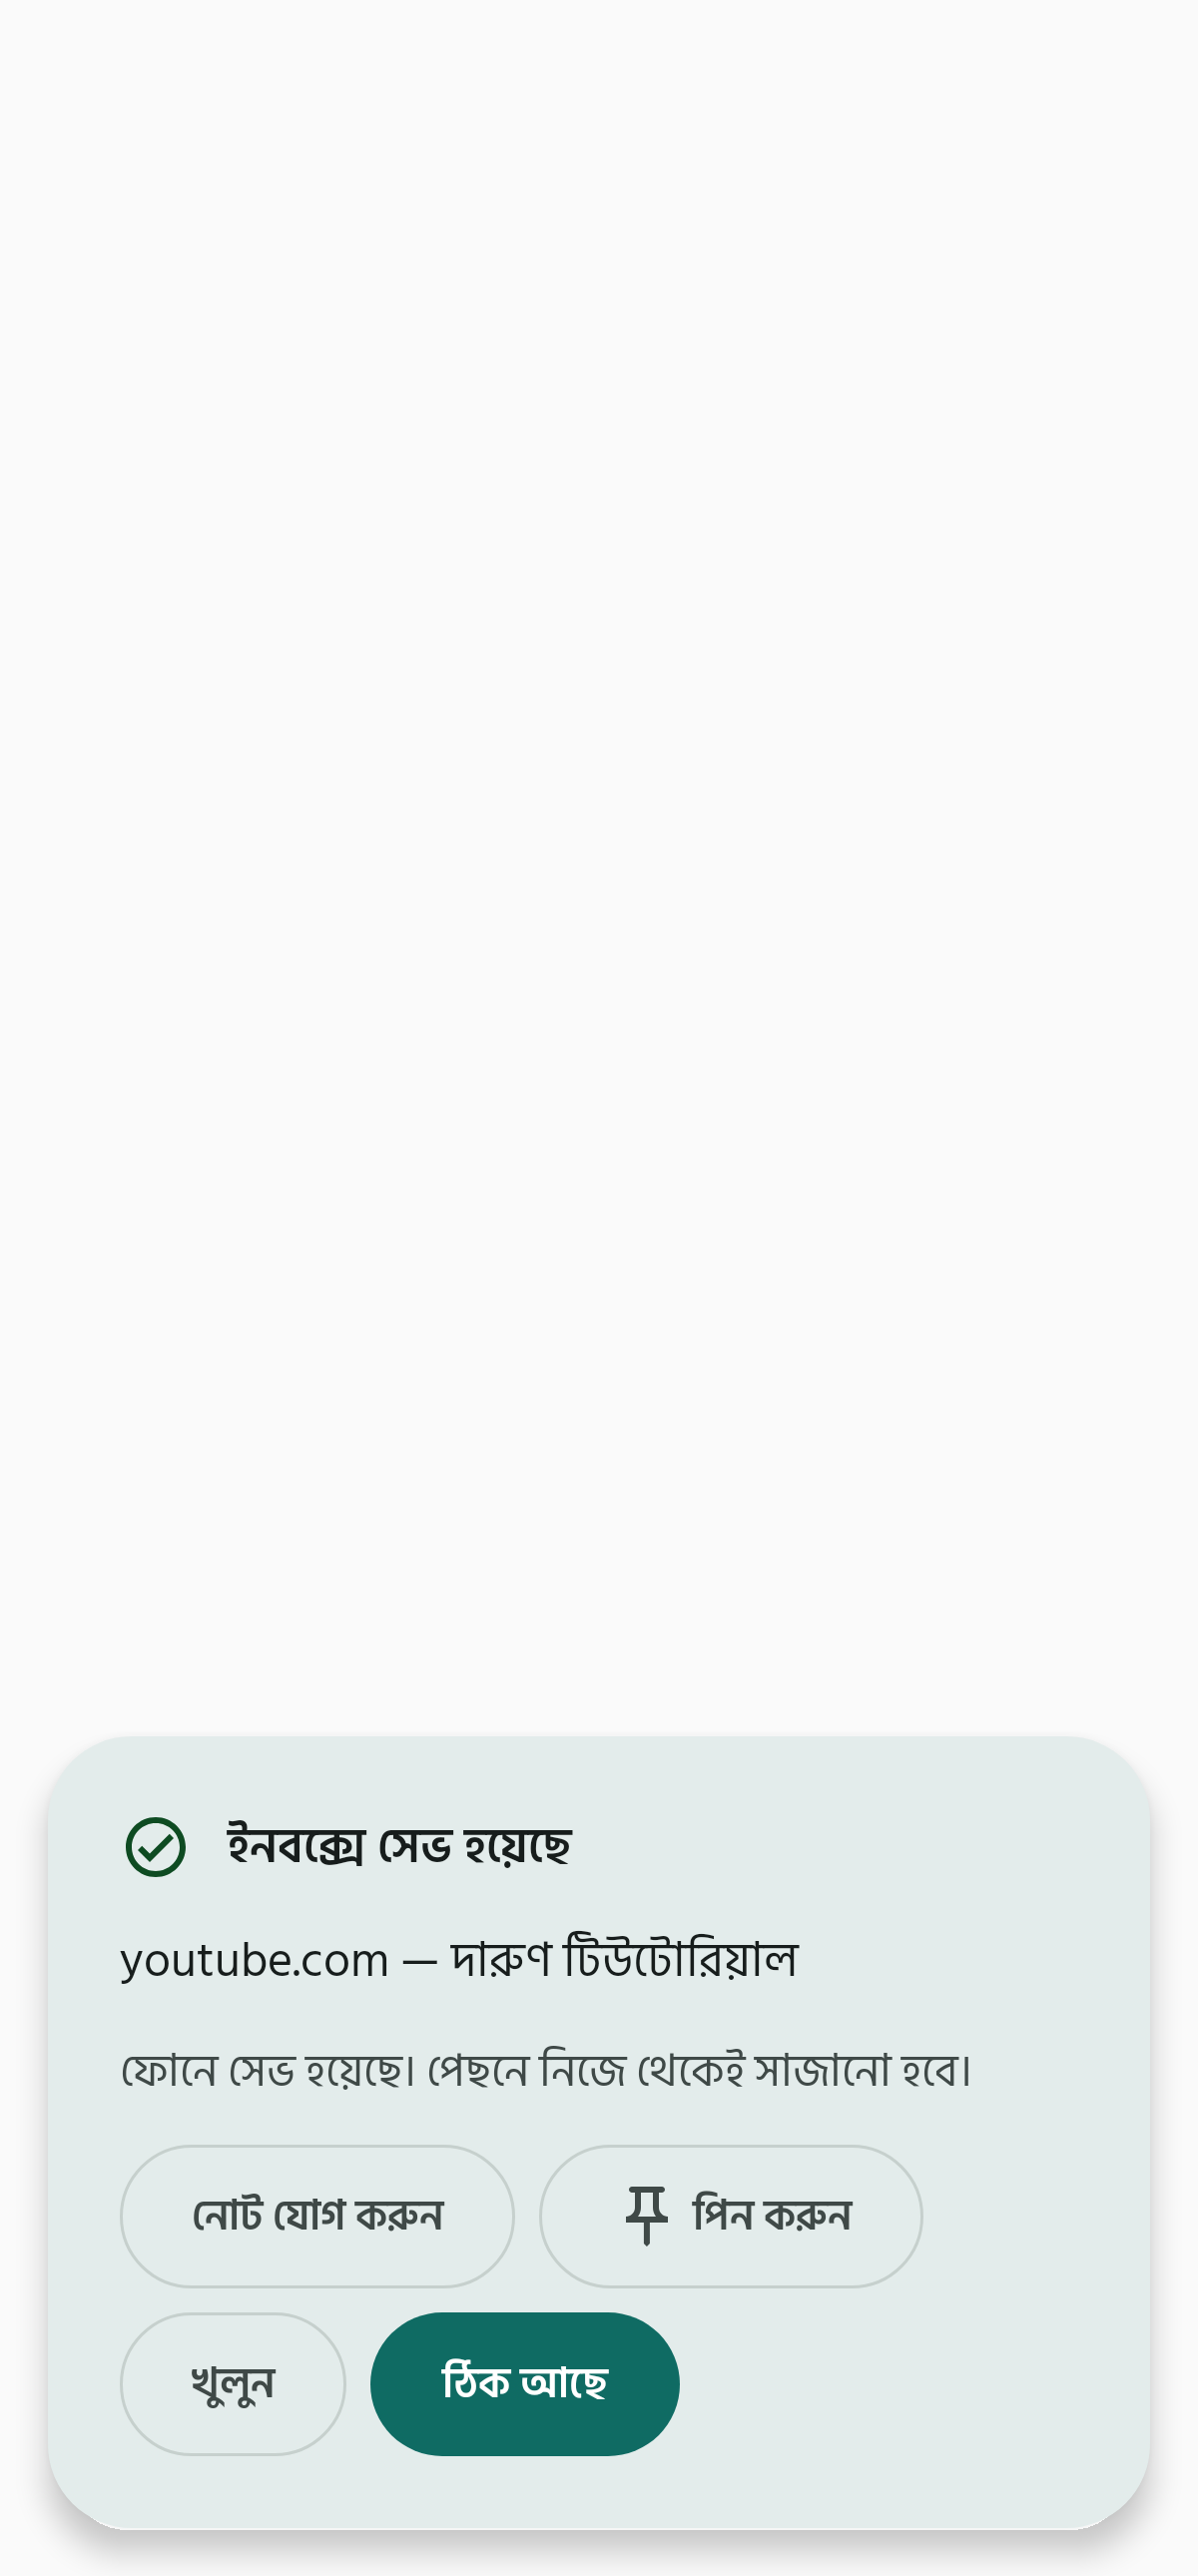 ইনবক্সে সেভ হয়েছে
youtube.com — দারুণ টিউটোরিয়াল
ফোনে সেভ হয়েছে। পেছনে নিজে থেকেই সাজানো হবে।
নোট যোগ করুন
পিন করুন
খুলুন
ঠিক আছে